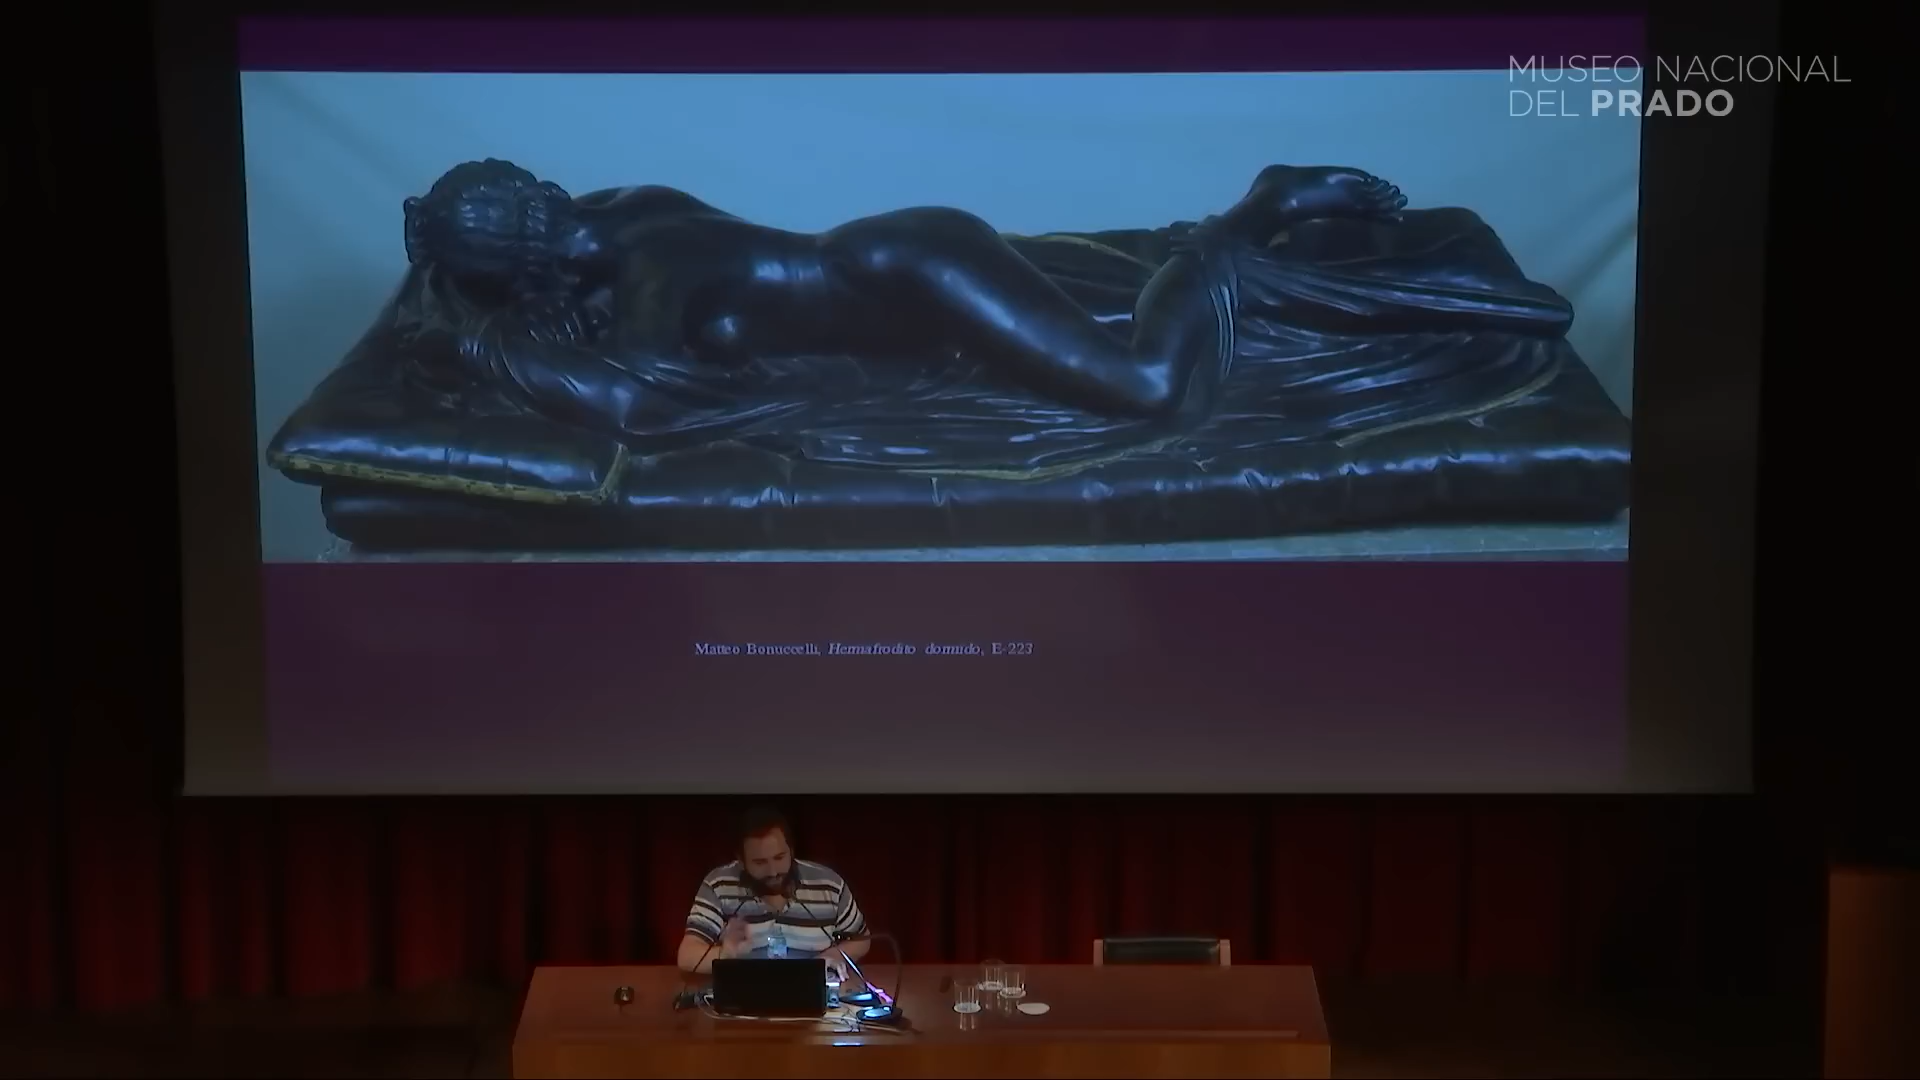 MUSEO NACIONAL
DEL PRADO
Matteo Bonuccelli, Hermafrodito dormido, E-223